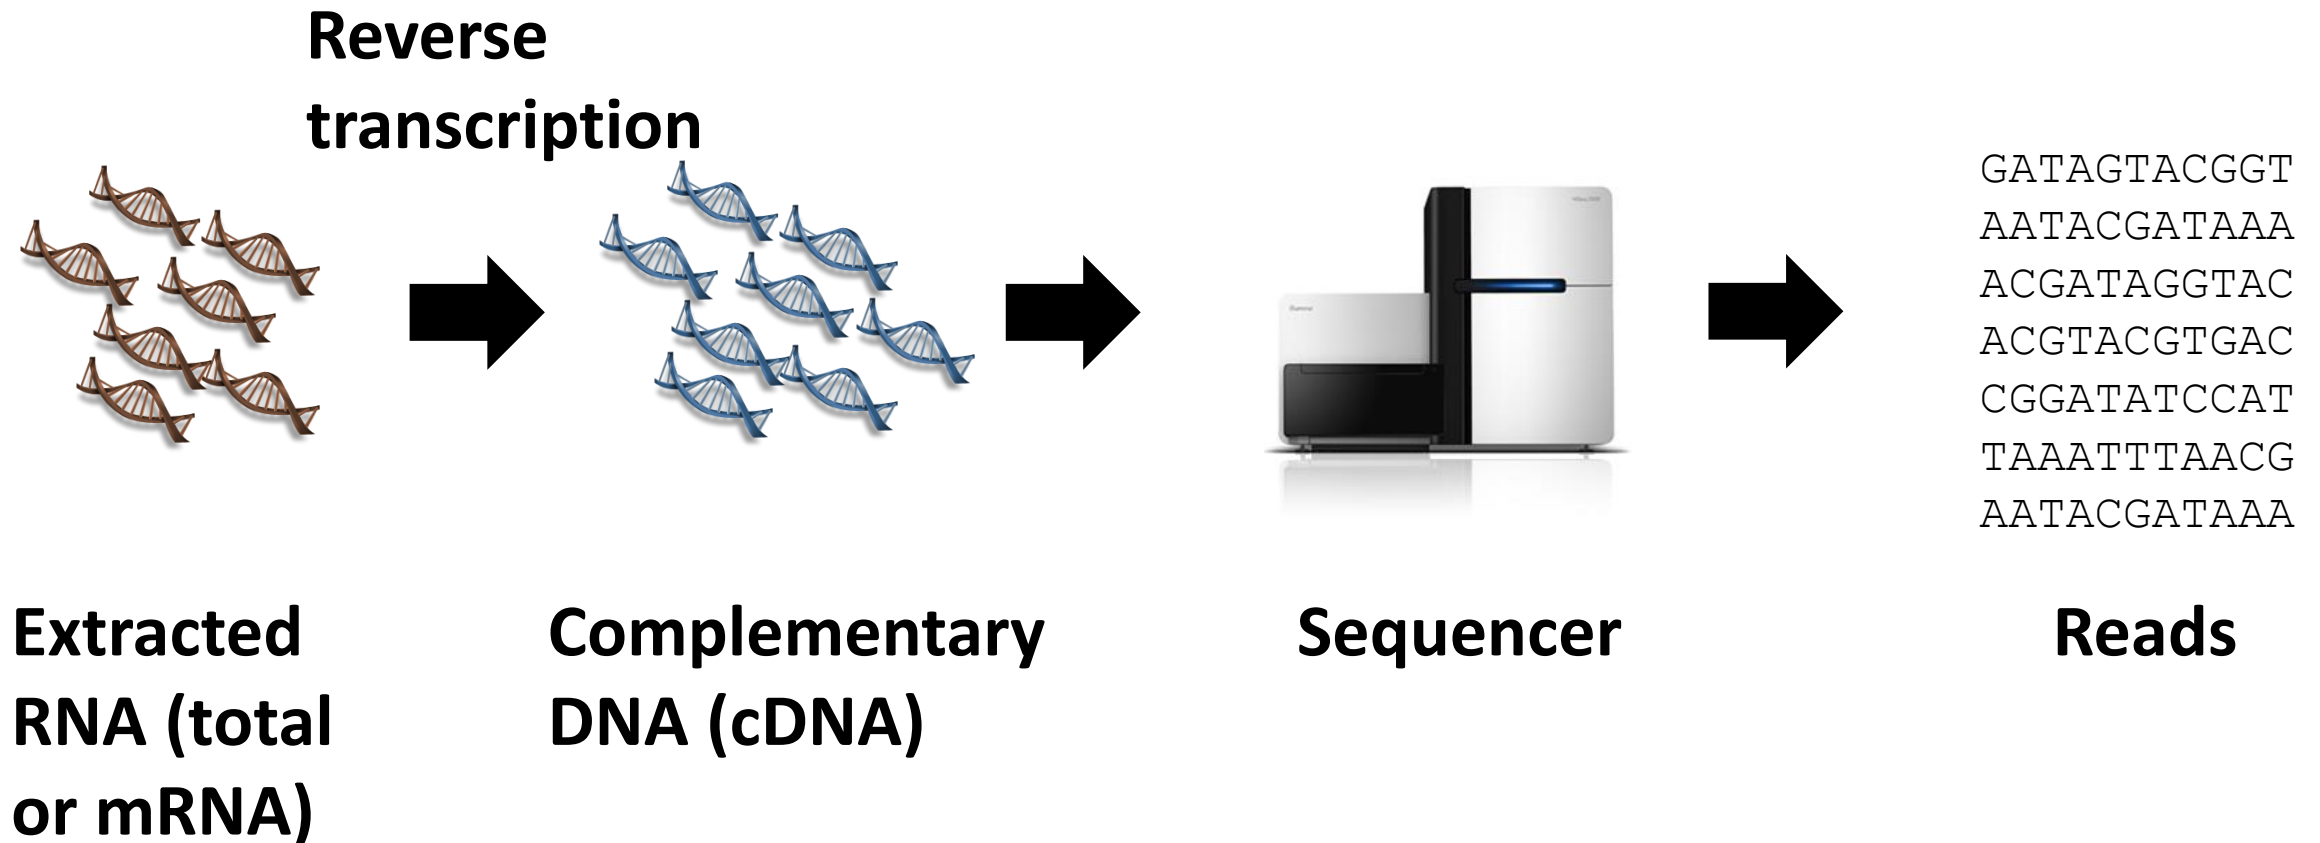 Reverse
transcription
GATAGTACGGT
AATACGATAAA
ACGATAGGTAC
ACGTACGTGAC
CGGATATCCAT
TAAATTTAACG
AATACGATAAA
Extracted
RNA (total
or mRNA)
Complementary
DNA (cDNA)
Sequencer
Reads